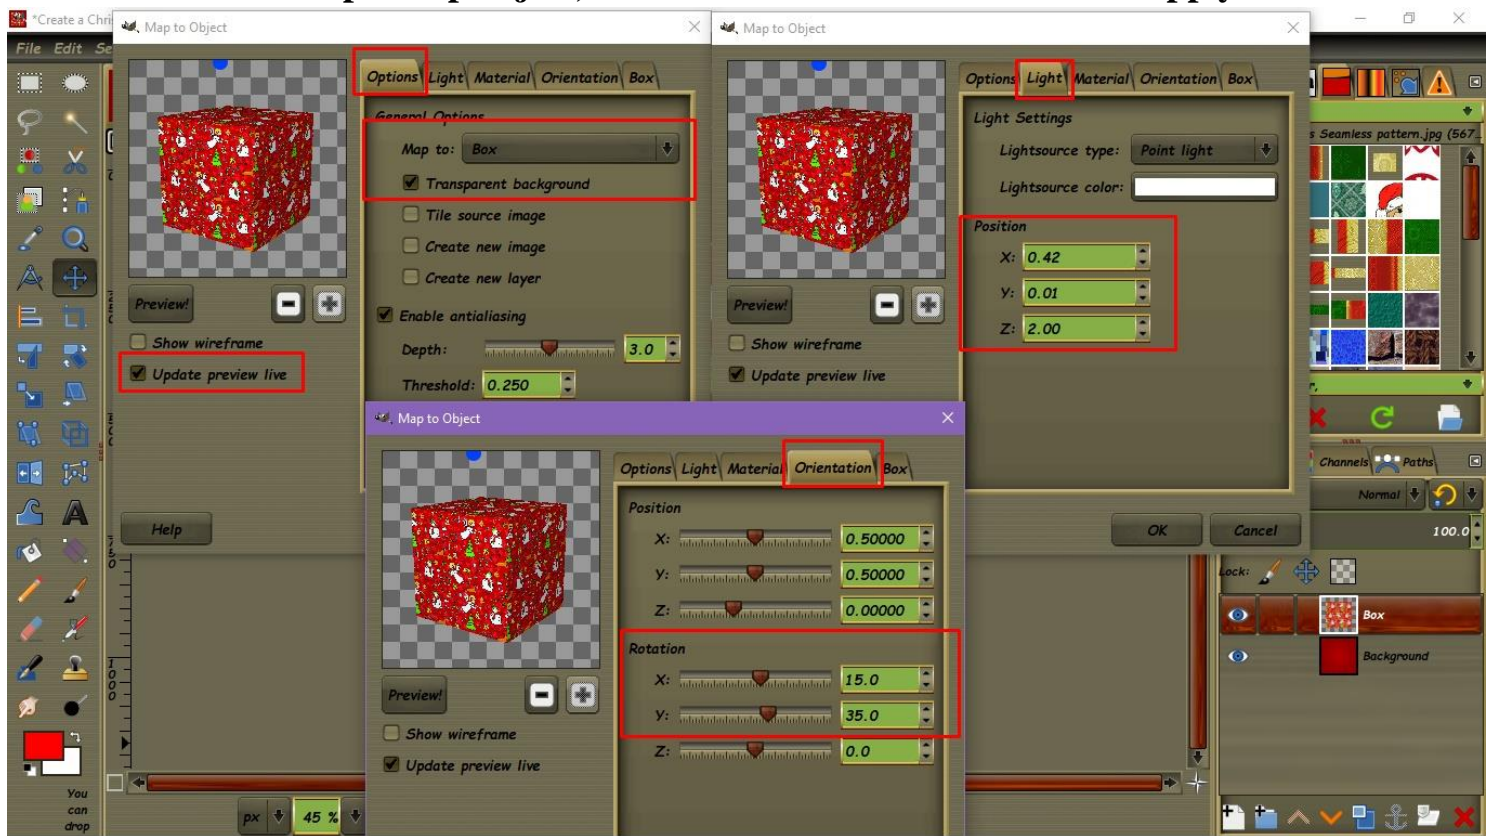 *Create a Chri
Map to Object
File Edit Se
Options Light Material Orientation Box
General Options
Map to: Box
Transparent background
Tile source image
Create new image
Create new layer
Enable antialiasing
Depth: 3.0
Threshold: 0.250
Preview!
Show wireframe
Update preview live
Help
Map to Object
Options Light Material Orientation Box
Light Settings
Lightsource type: Point light
Lightsource color:
Position
X: 0.42
Y: 0.01
Z: 2.00
Preview!
Show wireframe
Update preview live
OK Cancel
Map to Object
Options Light Material Orientation Box
Position
X: 0.50000
Y: 0.50000
Z: 0.00000
Rotation
X: 15.0
Y: 35.0
Z: 0.0
Preview!
Show wireframe
Update preview live
s Seamless pattern.jpg (567_
Channels Paths
Normal
100.0
Lock:
Box
Background
You
can
drop
px 45 %